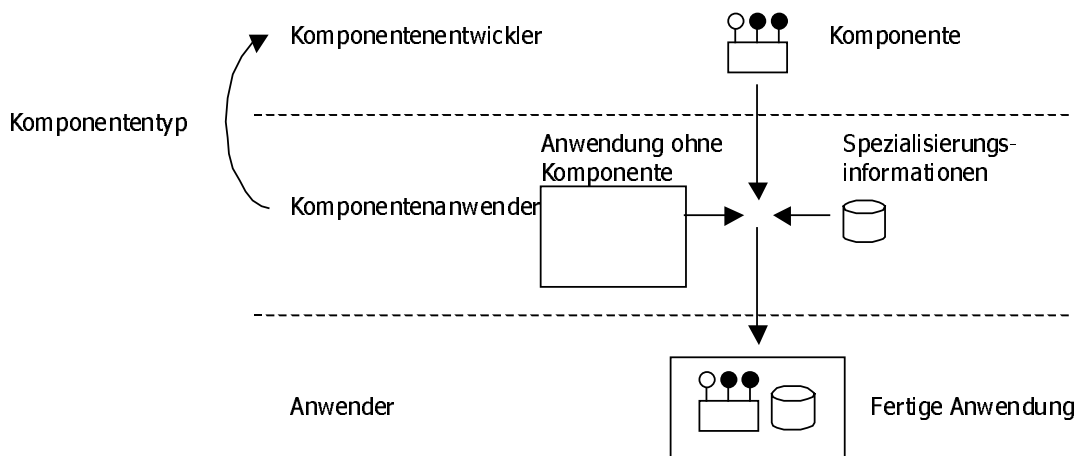 Komponentenentwickler
Komponente
Komponententyp
Anwendung ohne
Komponente
Spezialisierungs-
informationen
Komponentenanwender
Anwender
Fertige Anwendung